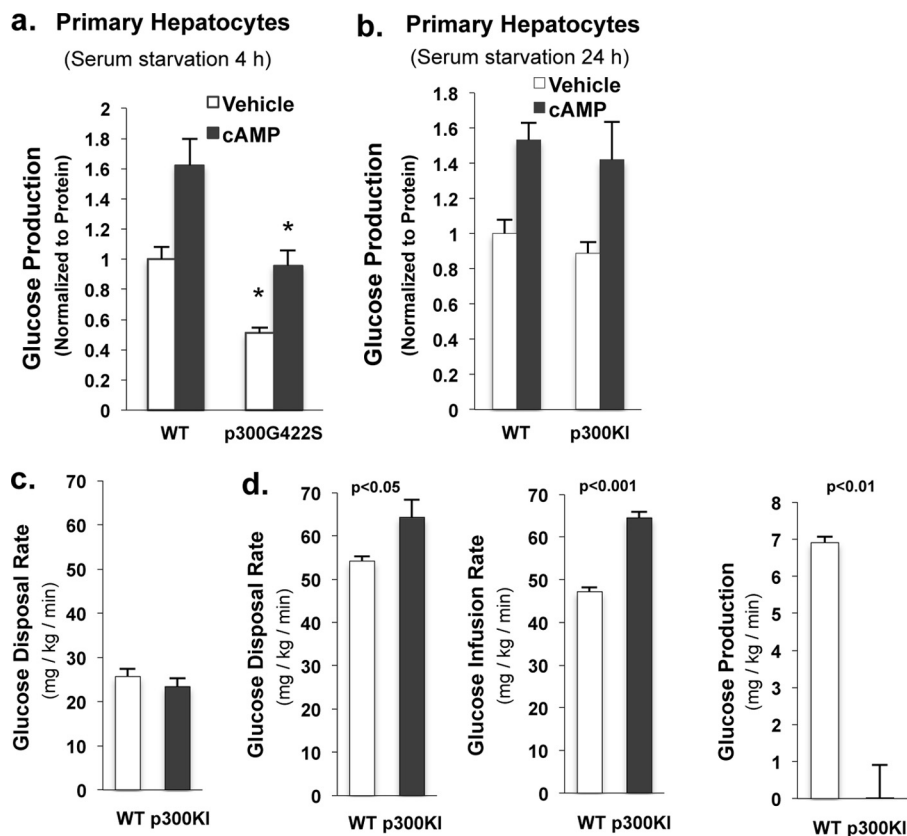 a. Primary Hepatocytes
(Serum starvation 4 h)
Vehicle
cAMP
Glucose Production
(Normalized to Protein)
2
1.8
1.6
1.4
1.2
1
0.8
0.6
0.4
0.2
0
*
*
WT p300G422S
b. Primary Hepatocytes
(Serum starvation 24 h)
Vehicle
cAMP
Glucose Production
(Normalized to Protein)
1.8
1.6
1.4
1.2
1
0.8
0.6
0.4
0.2
0
WT p300KI
c.
Glucose Disposal Rate
(mg / kg / min)
70
60
50
40
30
20
10
0
WT p300KI
d.
p<0.05
Glucose Disposal Rate
(mg / kg / min)
70
60
50
40
30
20
10
0
WT p300KI
p<0.001
Glucose Infusion Rate
(mg / kg / min)
70
60
50
40
30
20
10
0
WT p300KI
p<0.01
Glucose Production
(mg / kg / min)
8
7
6
5
4
3
2
1
0
WT p300KI